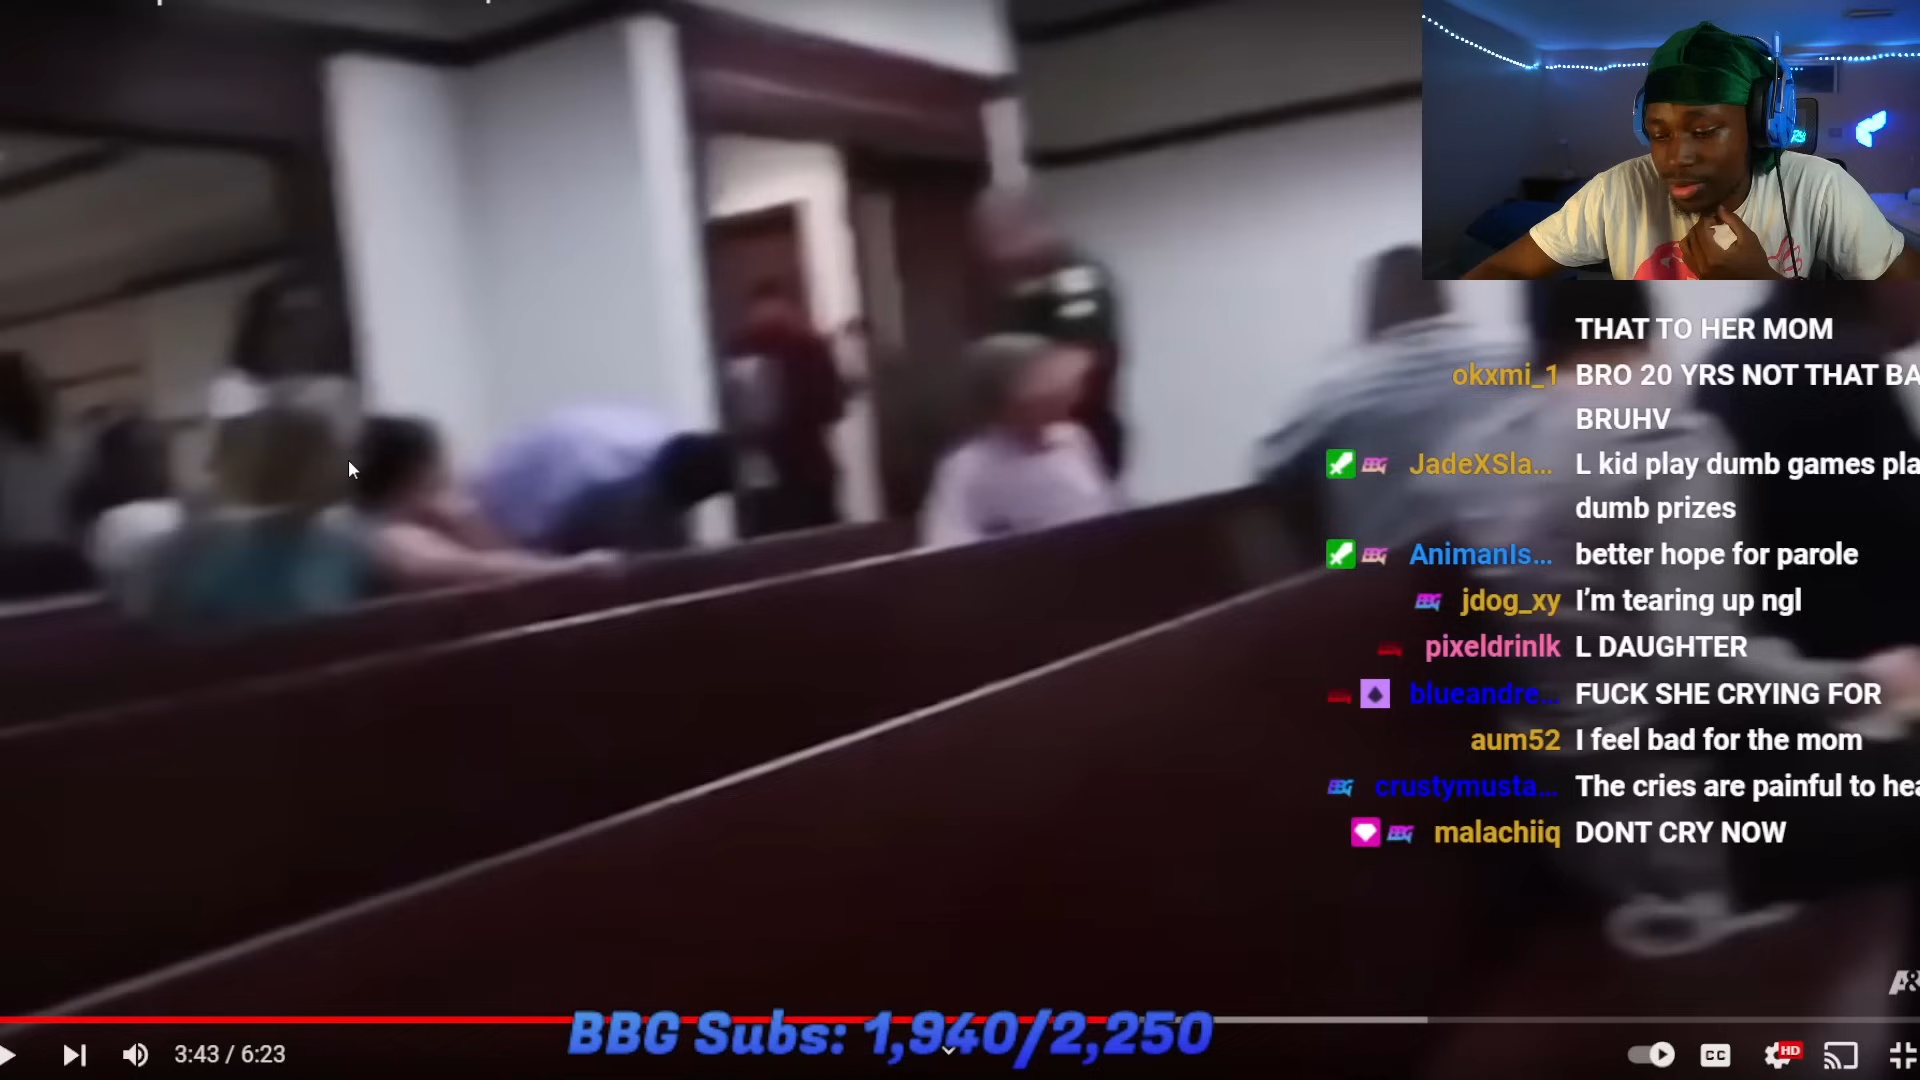 THAT TO HER MOM
okxmi_1 BRO 20 YRS NOT THAT BA
BRUHV
JadeXSla... L kid play dumb games pla
dumb prizes
AnimanIs... better hope for parole
jdog_xy I’m tearing up ngl
pixeldrinlk L DAUGHTER
blueandre... FUCK SHE CRYING FOR
aum52 I feel bad for the mom
crustymusta... The cries are painful to hea
malachiiq DONT CRY NOW
A&
BBG Subs: 1,940/2,250
3:43 / 6:23
CC
HD